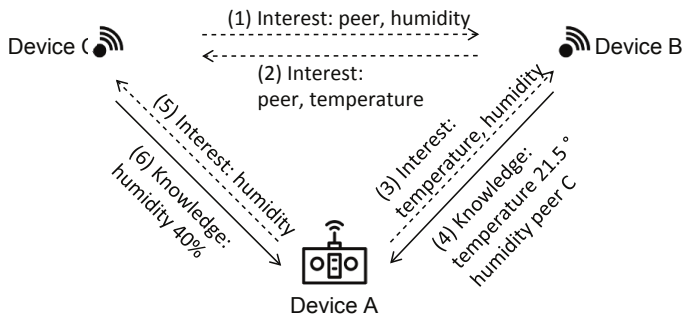 (1) Interest: peer, humidity
Device C
Device B
(2) Interest:
peer, temperature
(5) Interest: humidity
(6) Knowledge:
humidity 40%
(3) Interest:
temperature, humidity
(4) Knowledge:
temperature 21.5 °
humidity peer C
Device A